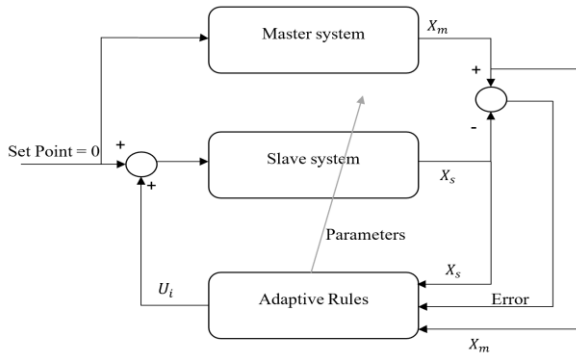 Master system
X_m
+
+
Set Point = 0
-
Slave system
+
X_s
Parameters
X_s
U_i
Adaptive Rules
Error
X_m